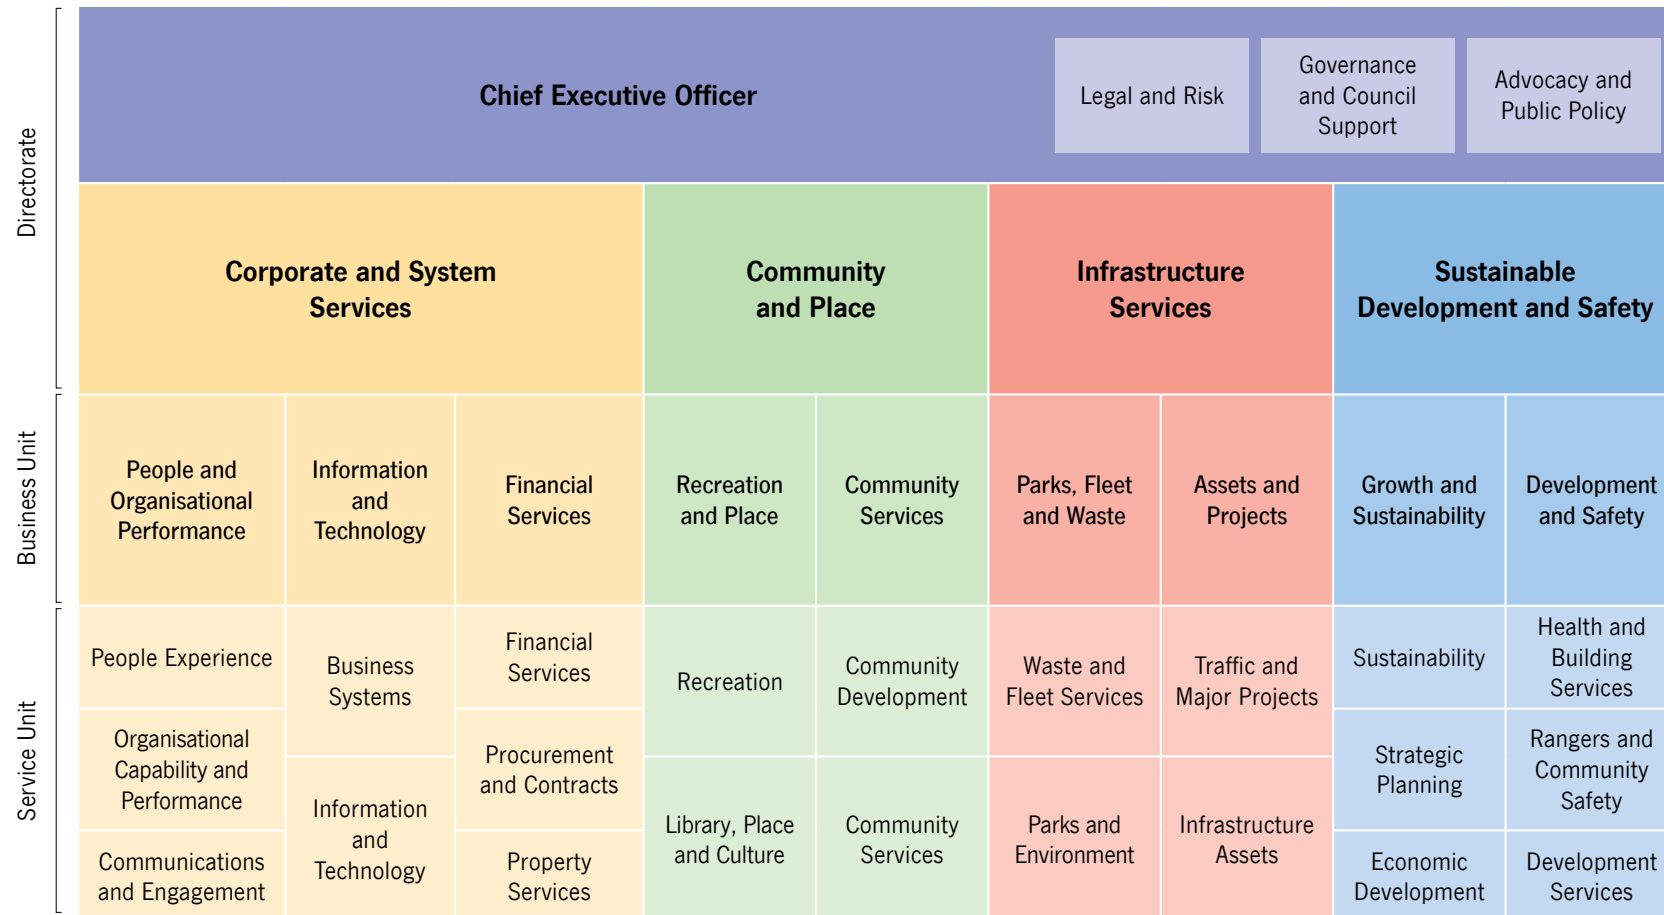 Directorate
Chief Executive Officer
Legal and Risk
Governance
and Council
Support
Advocacy and
Public Policy
Corporate and System
Services
Community
and Place
Infrastructure
Services
Sustainable
Development and Safety
Business Unit
People and
Organisational
Performance
Information
and
Technology
Financial
Services
Recreation
and Place
Community
Services
Parks, Fleet
and Waste
Assets and
Projects
Growth and
Sustainability
Development
and Safety
Service Unit
People Experience
Organisational
Capability and
Performance
Communications
and Engagement
Business
Systems
Information
and
Technology
Financial
Services
Procurement
and Contracts
Property
Services
Recreation
Library, Place
and Culture
Community
Development
Community
Services
Waste and
Fleet Services
Parks and
Environment
Traffic and
Major Projects
Infrastructure
Assets
Sustainability
Strategic
Planning
Economic
Development
Health and
Building
Services
Rangers and
Community
Safety
Development
Services